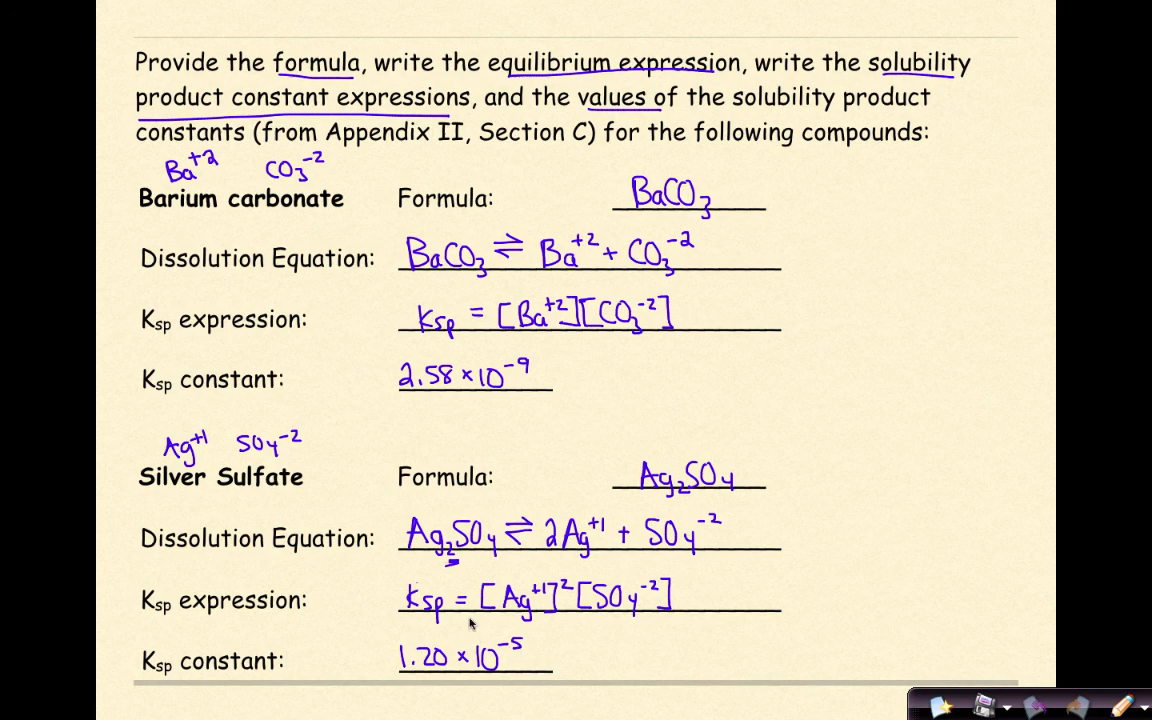 Provide the formula, write the equilibrium expression, write the solubility
product constant expressions, and the values of the solubility product
constants (from Appendix II, Section C) for the following compounds:
Ba⁺² CO₃⁻²
Barium carbonate Formula: BaCO₃
Dissolution Equation: BaCO₃ ⇌ Ba⁺² + CO₃⁻²
Kₛₚ expression: Ksp = [Ba⁺²][CO₃⁻²]
Kₛₚ constant: 2.58 × 10⁻⁹
Ag⁺¹ SO₄⁻²
Silver Sulfate Formula: Ag₂SO₄
Dissolution Equation: Ag₂SO₄ ⇌ 2Ag⁺¹ + SO₄⁻²
Kₛₚ expression: Ksp = [Ag⁺¹]²[SO₄⁻²]
Kₛₚ constant: 1.20 × 10⁻⁵